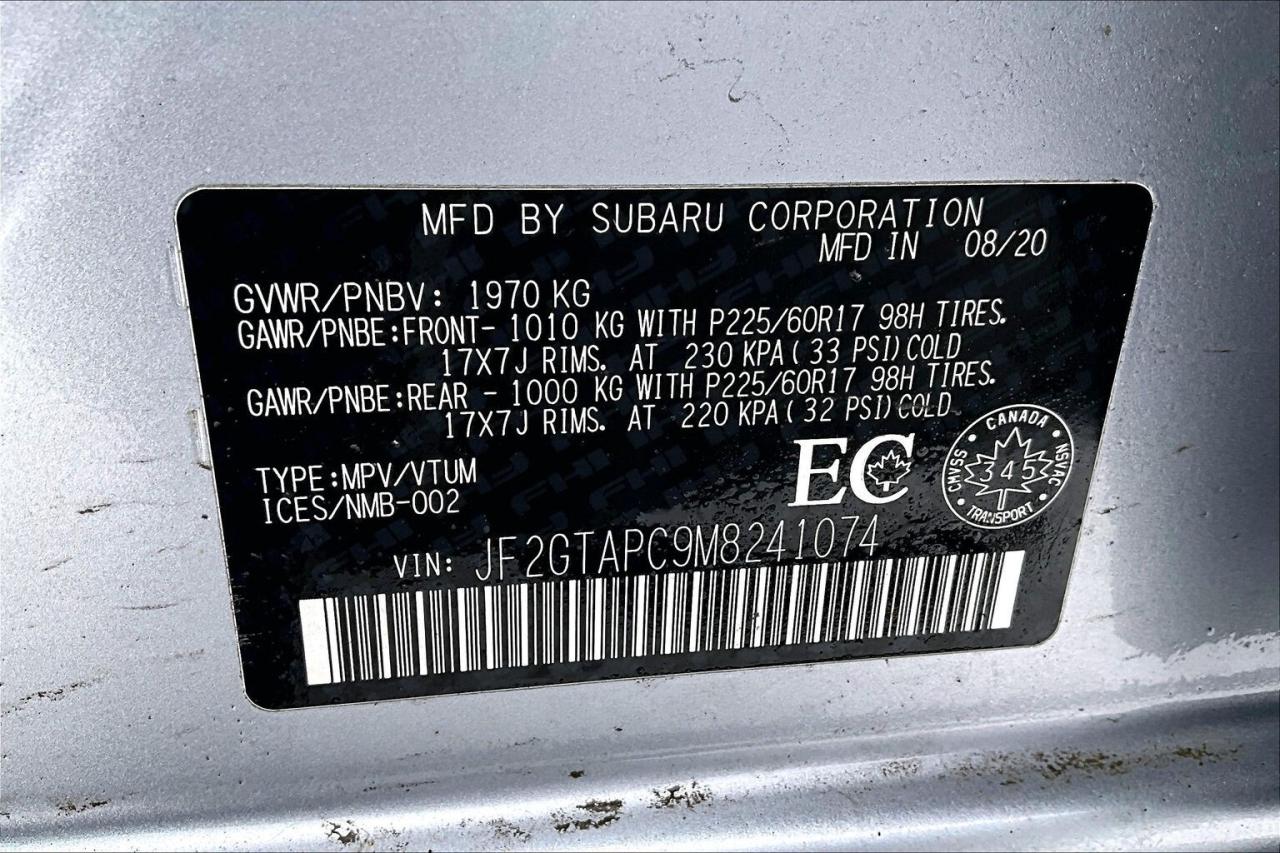 MFD BY SUBARU CORPORATION
MFD IN 08/20
GVWR/PNBV: 1970 KG
GAWR/PNBE:FRONT- 1010 KG WITH P225/60R17 98H TIRES.
17X7J RIMS. AT 230 KPA(33 PSI)COLD
GAWR/PNBE:REAR - 1000 KG WITH P225/60R17 98H TIRES.
17X7J RIMS. AT 220 KPA(32 PSI)COLD
TYPE:MPV/VTUM
ICES/NMB-002
EC
CANADA
CMVSS 345 NSVAC
TRANSPORT
VIN: JF2GTAPC9M8241074